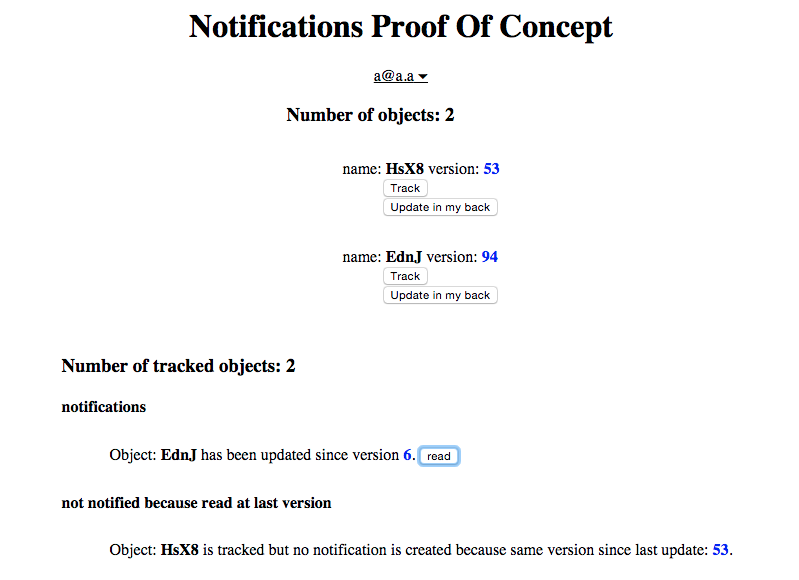 Notifications Proof Of Concept
a@a.a
Number of objects: 2
name: HsX8 version: 53
Track
Update in my back
name: EdnJ version: 94
Track
Update in my back
Number of tracked objects: 2
notifications
Object: EdnJ has been updated since version 6. read
not notified because read at last version
Object: HsX8 is tracked but no notification is created because same version since last update: 53.